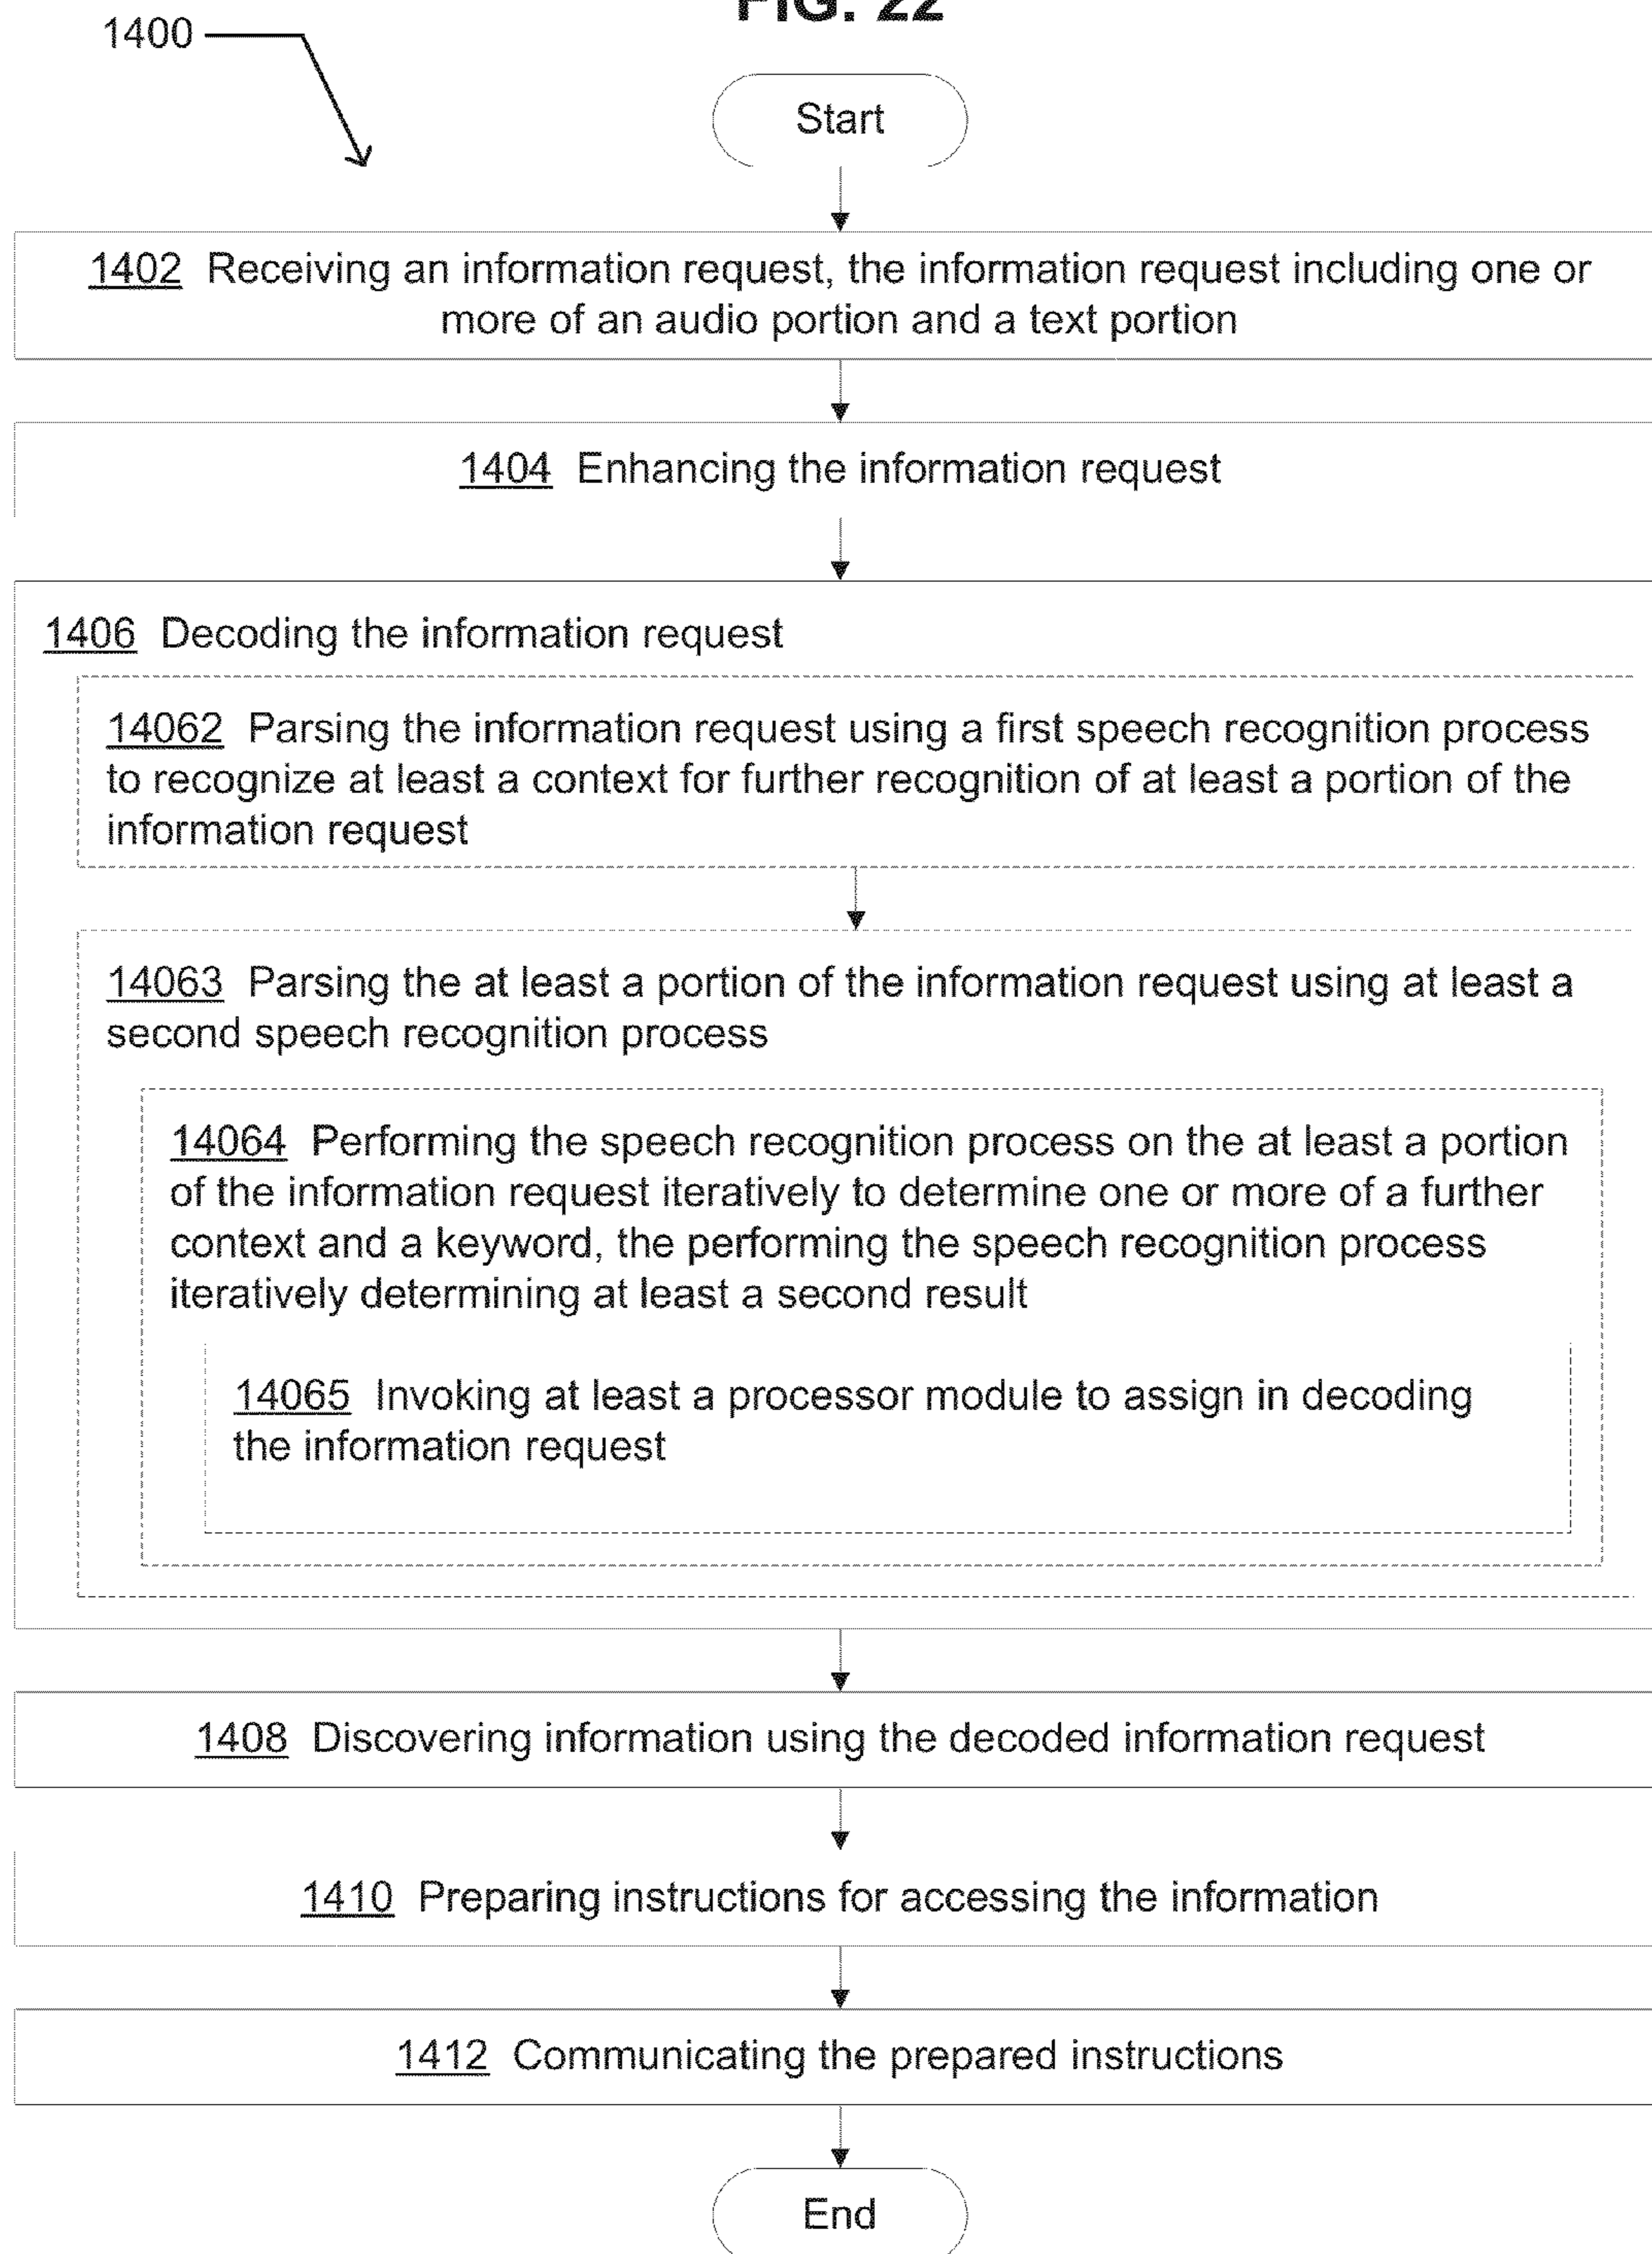 FIG. 22
1400
Start
1402 Receiving an information request, the information request including one or
more of an audio portion and a text portion
1404 Enhancing the information request
1406 Decoding the information request
14062 Parsing the information request using a first speech recognition process
to recognize at least a context for further recognition of at least a portion of the
information request
14063 Parsing the at least a portion of the information request using at least a
second speech recognition process
14064 Performing the speech recognition process on the at least a portion
of the information request iteratively to determine one or more of a further
context and a keyword, the performing the speech recognition process
iteratively determining at least a second result
14065 Invoking at least a processor module to assign in decoding
the information request
1408 Discovering information using the decoded information request
1410 Preparing instructions for accessing the information
1412 Communicating the prepared instructions
End